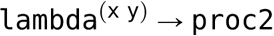 lambda^(x y) → proc2